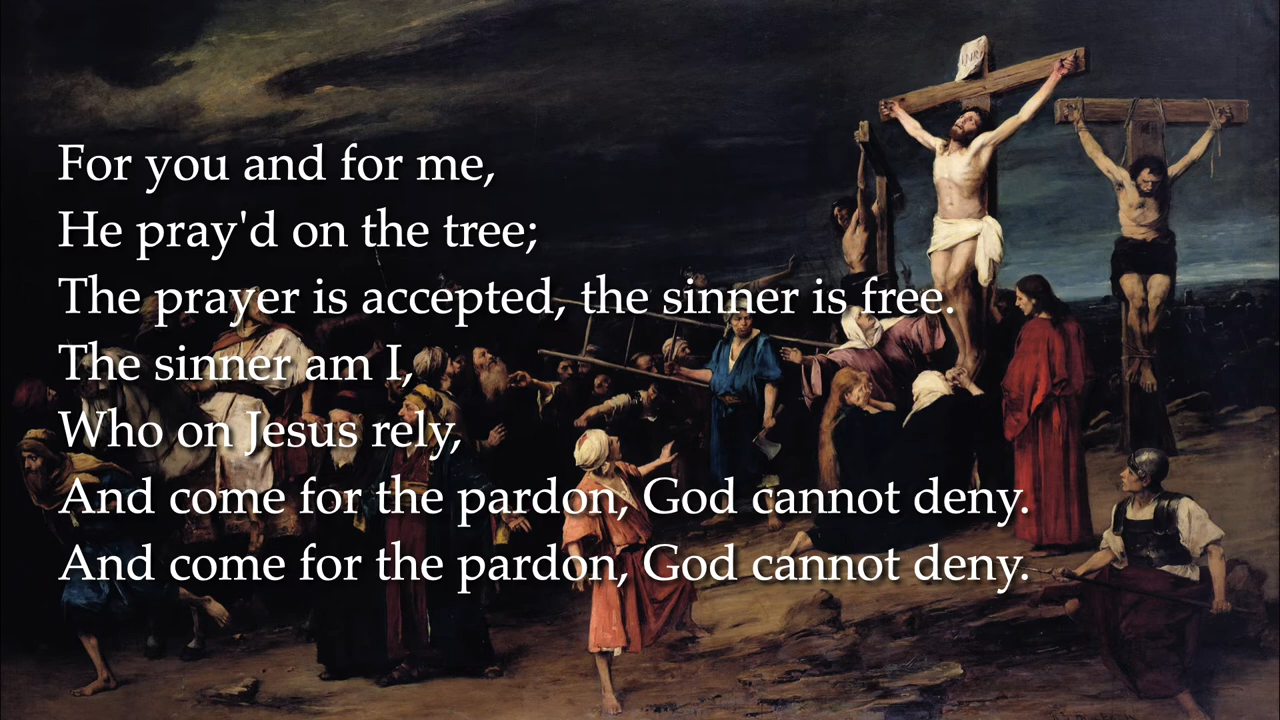 INRI
For you and for me,
He pray'd on the tree;
The prayer is accepted, the sinner is free.
The sinner am I,
Who on Jesus rely,
And come for the pardon, God cannot deny.
And come for the pardon, God cannot deny.